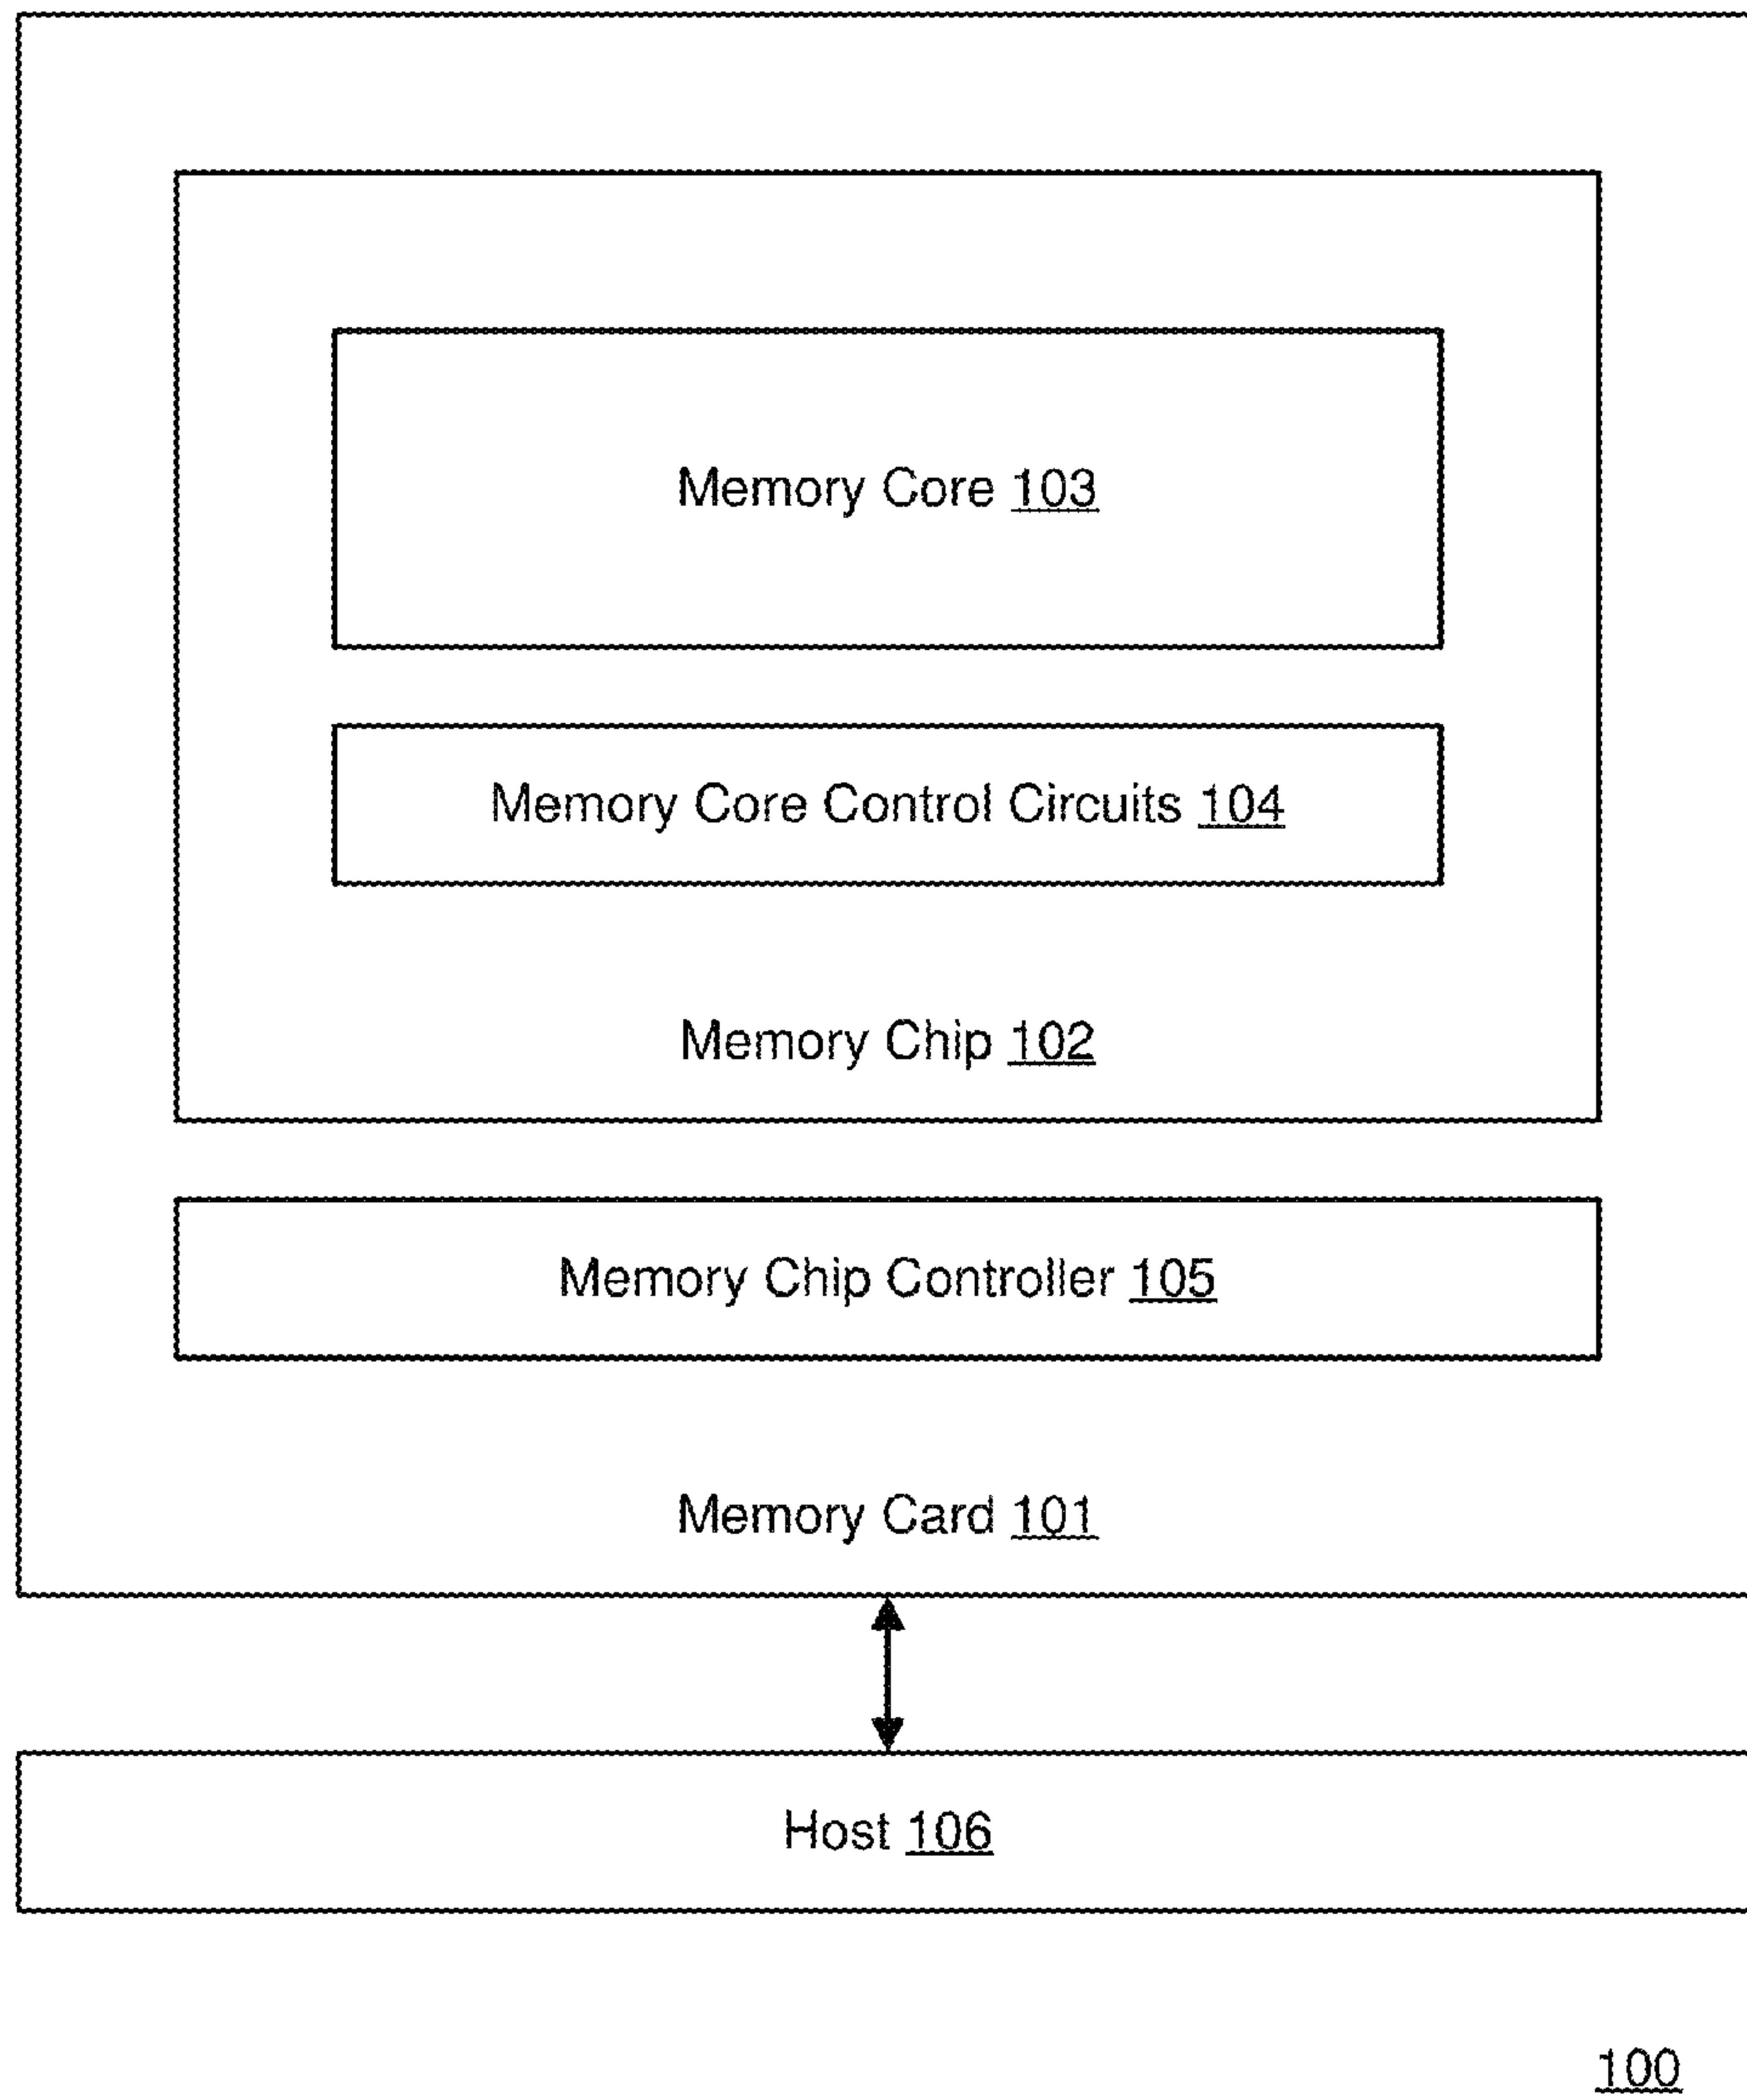 Memory Core 103
Memory Core Control Circuits 104
Memory Chip 102
Memory Chip Controller 105
Memory Card 101
Host 106
100